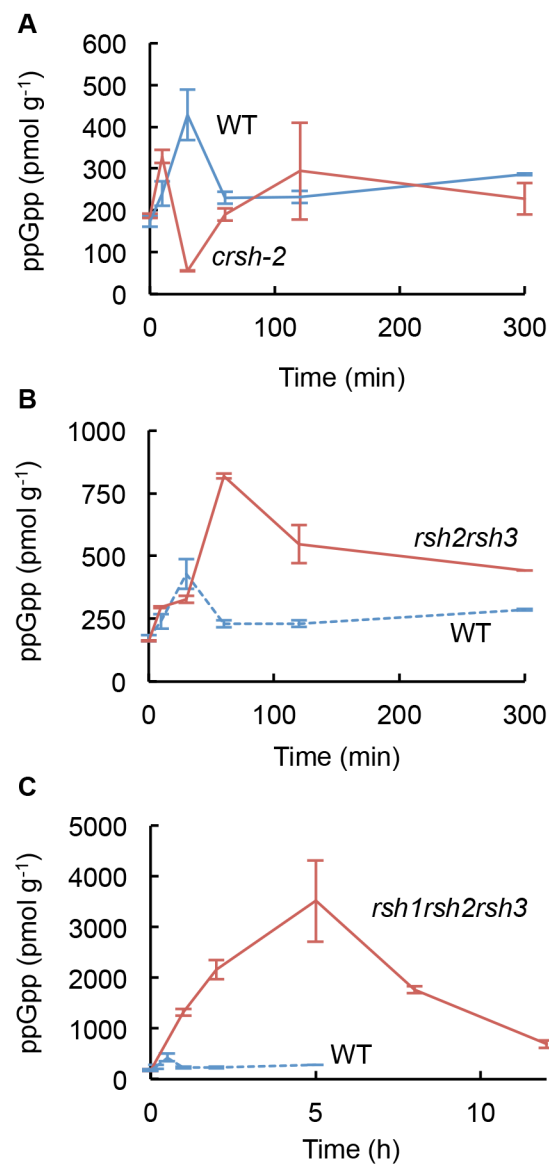 A
600
500
400
300
200
100
0
ppGpp (pmol g-1)
WT
crsh-2
0 100 200 300
Time (min)
B
1000
750
500
250
0
ppGpp (pmol g-1)
rsh2rsh3
WT
0 100 200 300
Time (min)
C
5000
4000
3000
2000
1000
0
ppGpp (pmol g-1)
rsh1rsh2rsh3
WT
0 5 10
Time (h)